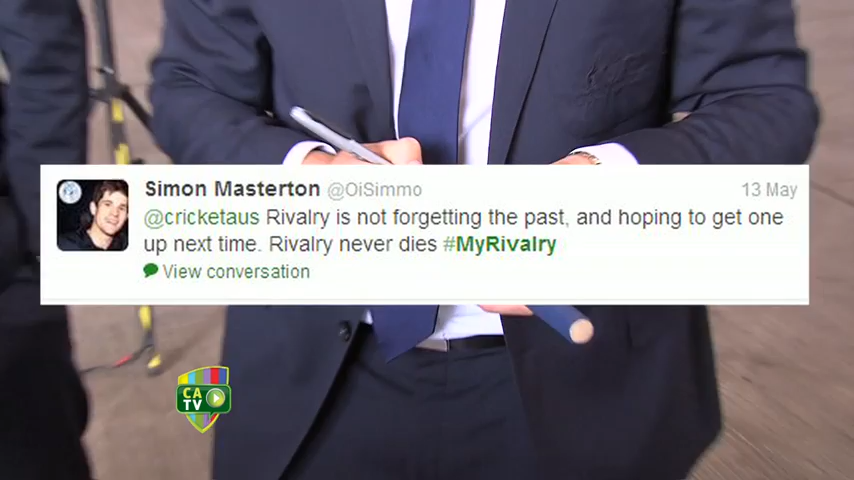 Simon Masterton @OiSimmo 13 May
@cricketaus Rivalry is not forgetting the past, and hoping to get one
up next time. Rivalry never dies #MyRivalry
View conversation
CA
TV